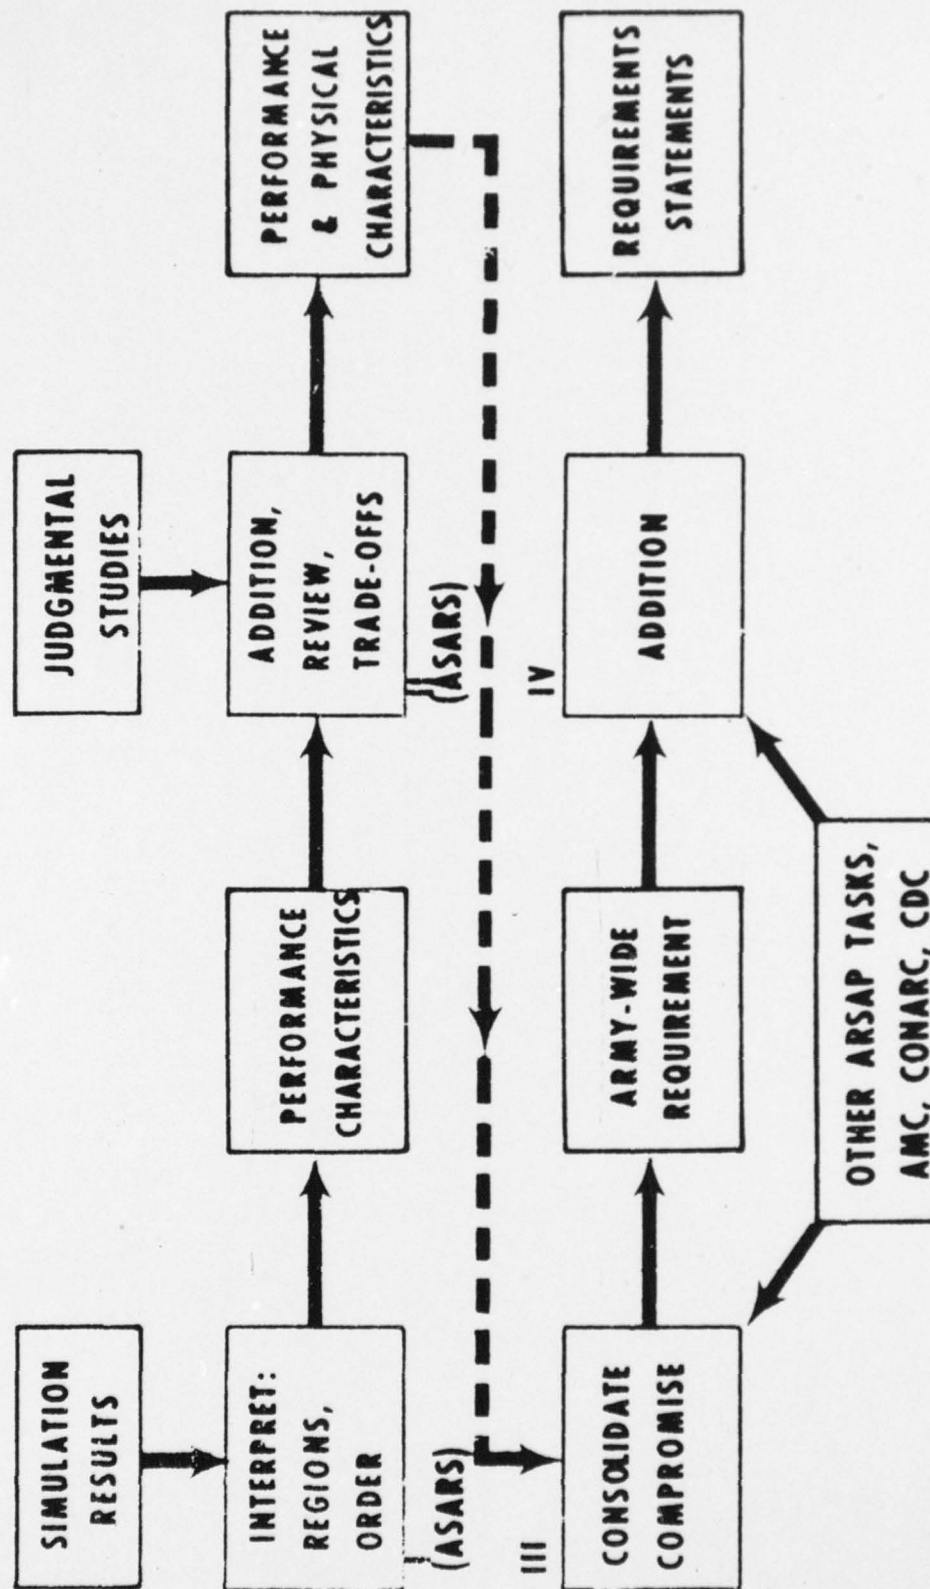 SIMULATION
RESULTS
JUDGMENTAL
STUDIES
INTERPRET:
REGIONS,
ORDER
PERFORMANCE
CHARACTERISTICS
ADDITION,
REVIEW,
TRADE-OFFS
PERFORMANCE
& PHYSICAL
CHARACTERISTICS
(ASARS)
(ASARS)
III
IV
CONSOLIDATE
COMPROMISE
ARMY-WIDE
REQUIREMENT
ADDITION
REQUIREMENTS
STATEMENTS
OTHER ARSAP TASKS,
AMC, CONARC, CDC